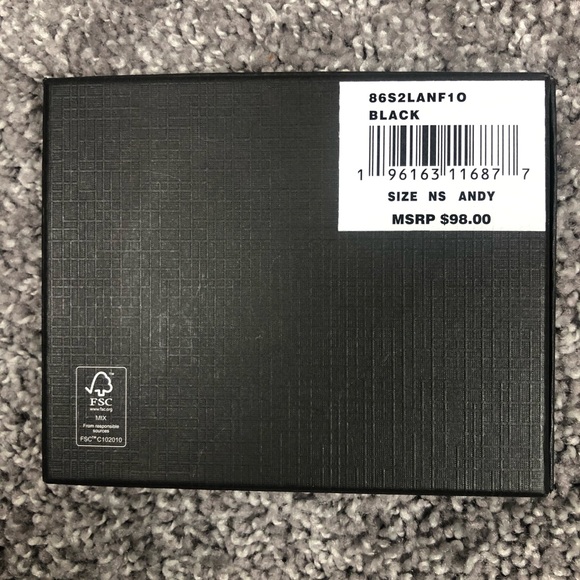 86S2LANF1O
BLACK
1 96163 11687 7
SIZE NS ANDY
MSRP $98.00
FSC™
www.fsc.org
MIX
From responsible
sources
FSC™ C102010